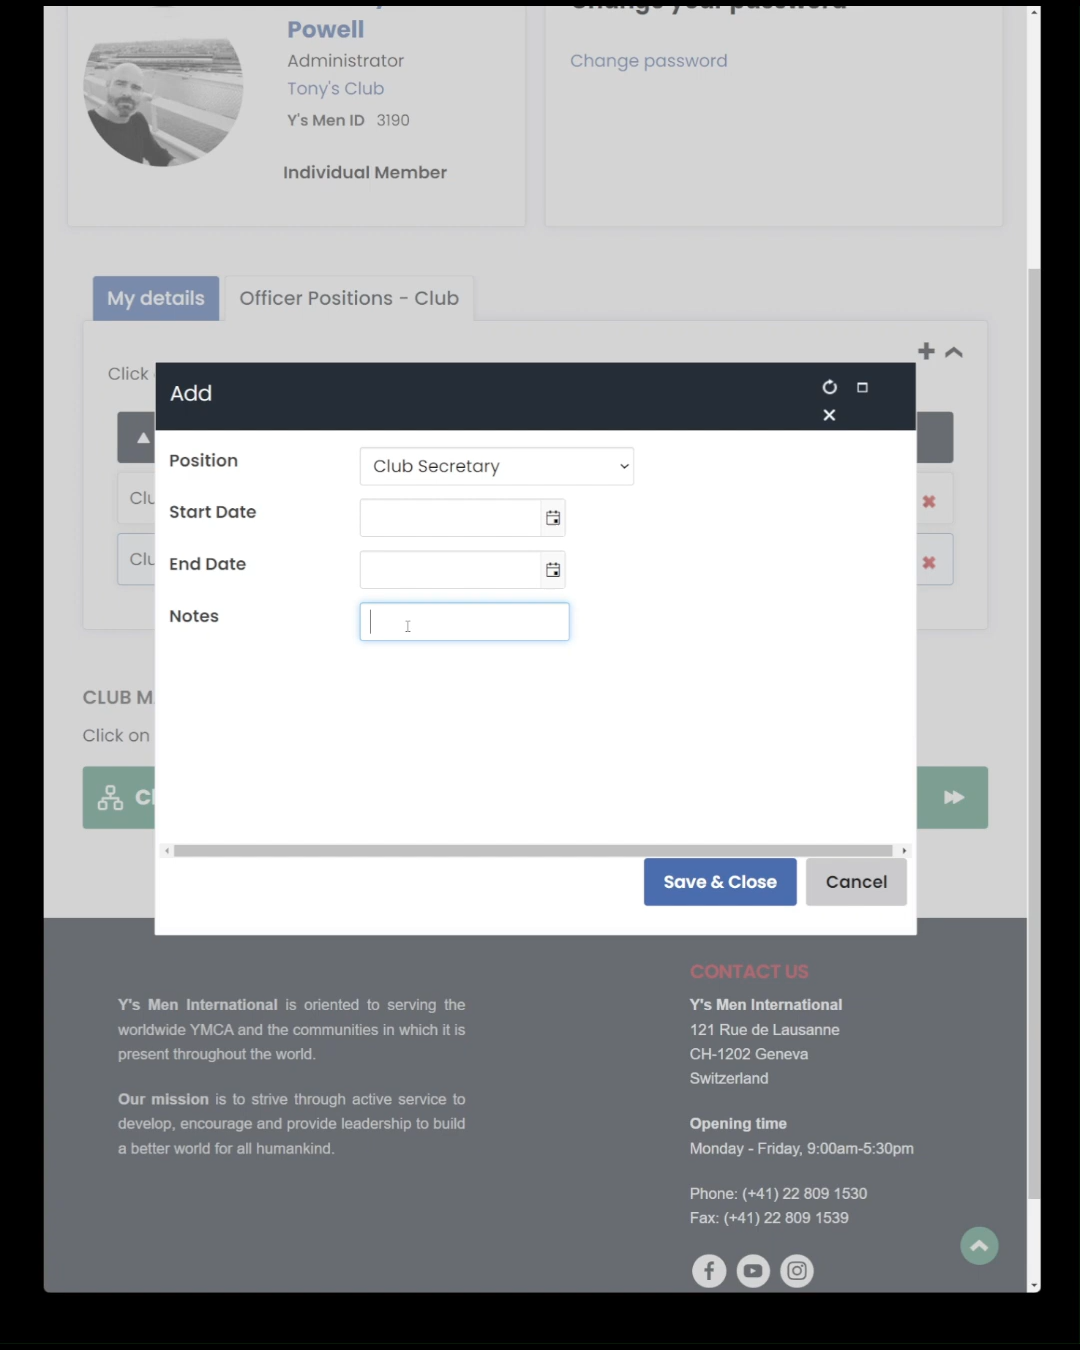 Powell
Administrator
Tony's Club
Y's Men ID 3190
Individual Member
Change your password
Change password
My details
Officer Positions - Club
Click
Add
Position
Club Secretary
Start Date
End Date
Notes
Clu
Clu
CLUB M
Click on
Save & Close
Cancel
Y's Men International is oriented to serving the
worldwide YMCA and the communities in which it is
present throughout the world.
Our mission is to strive through active service to
develop, encourage and provide leadership to build
a better world for all humankind.
CONTACT US
Y's Men International
121 Rue de Lausanne
CH-1202 Geneva
Switzerland
Opening time
Monday - Friday, 9:00am-5:30pm
Phone: (+41) 22 809 1530
Fax: (+41) 22 809 1539